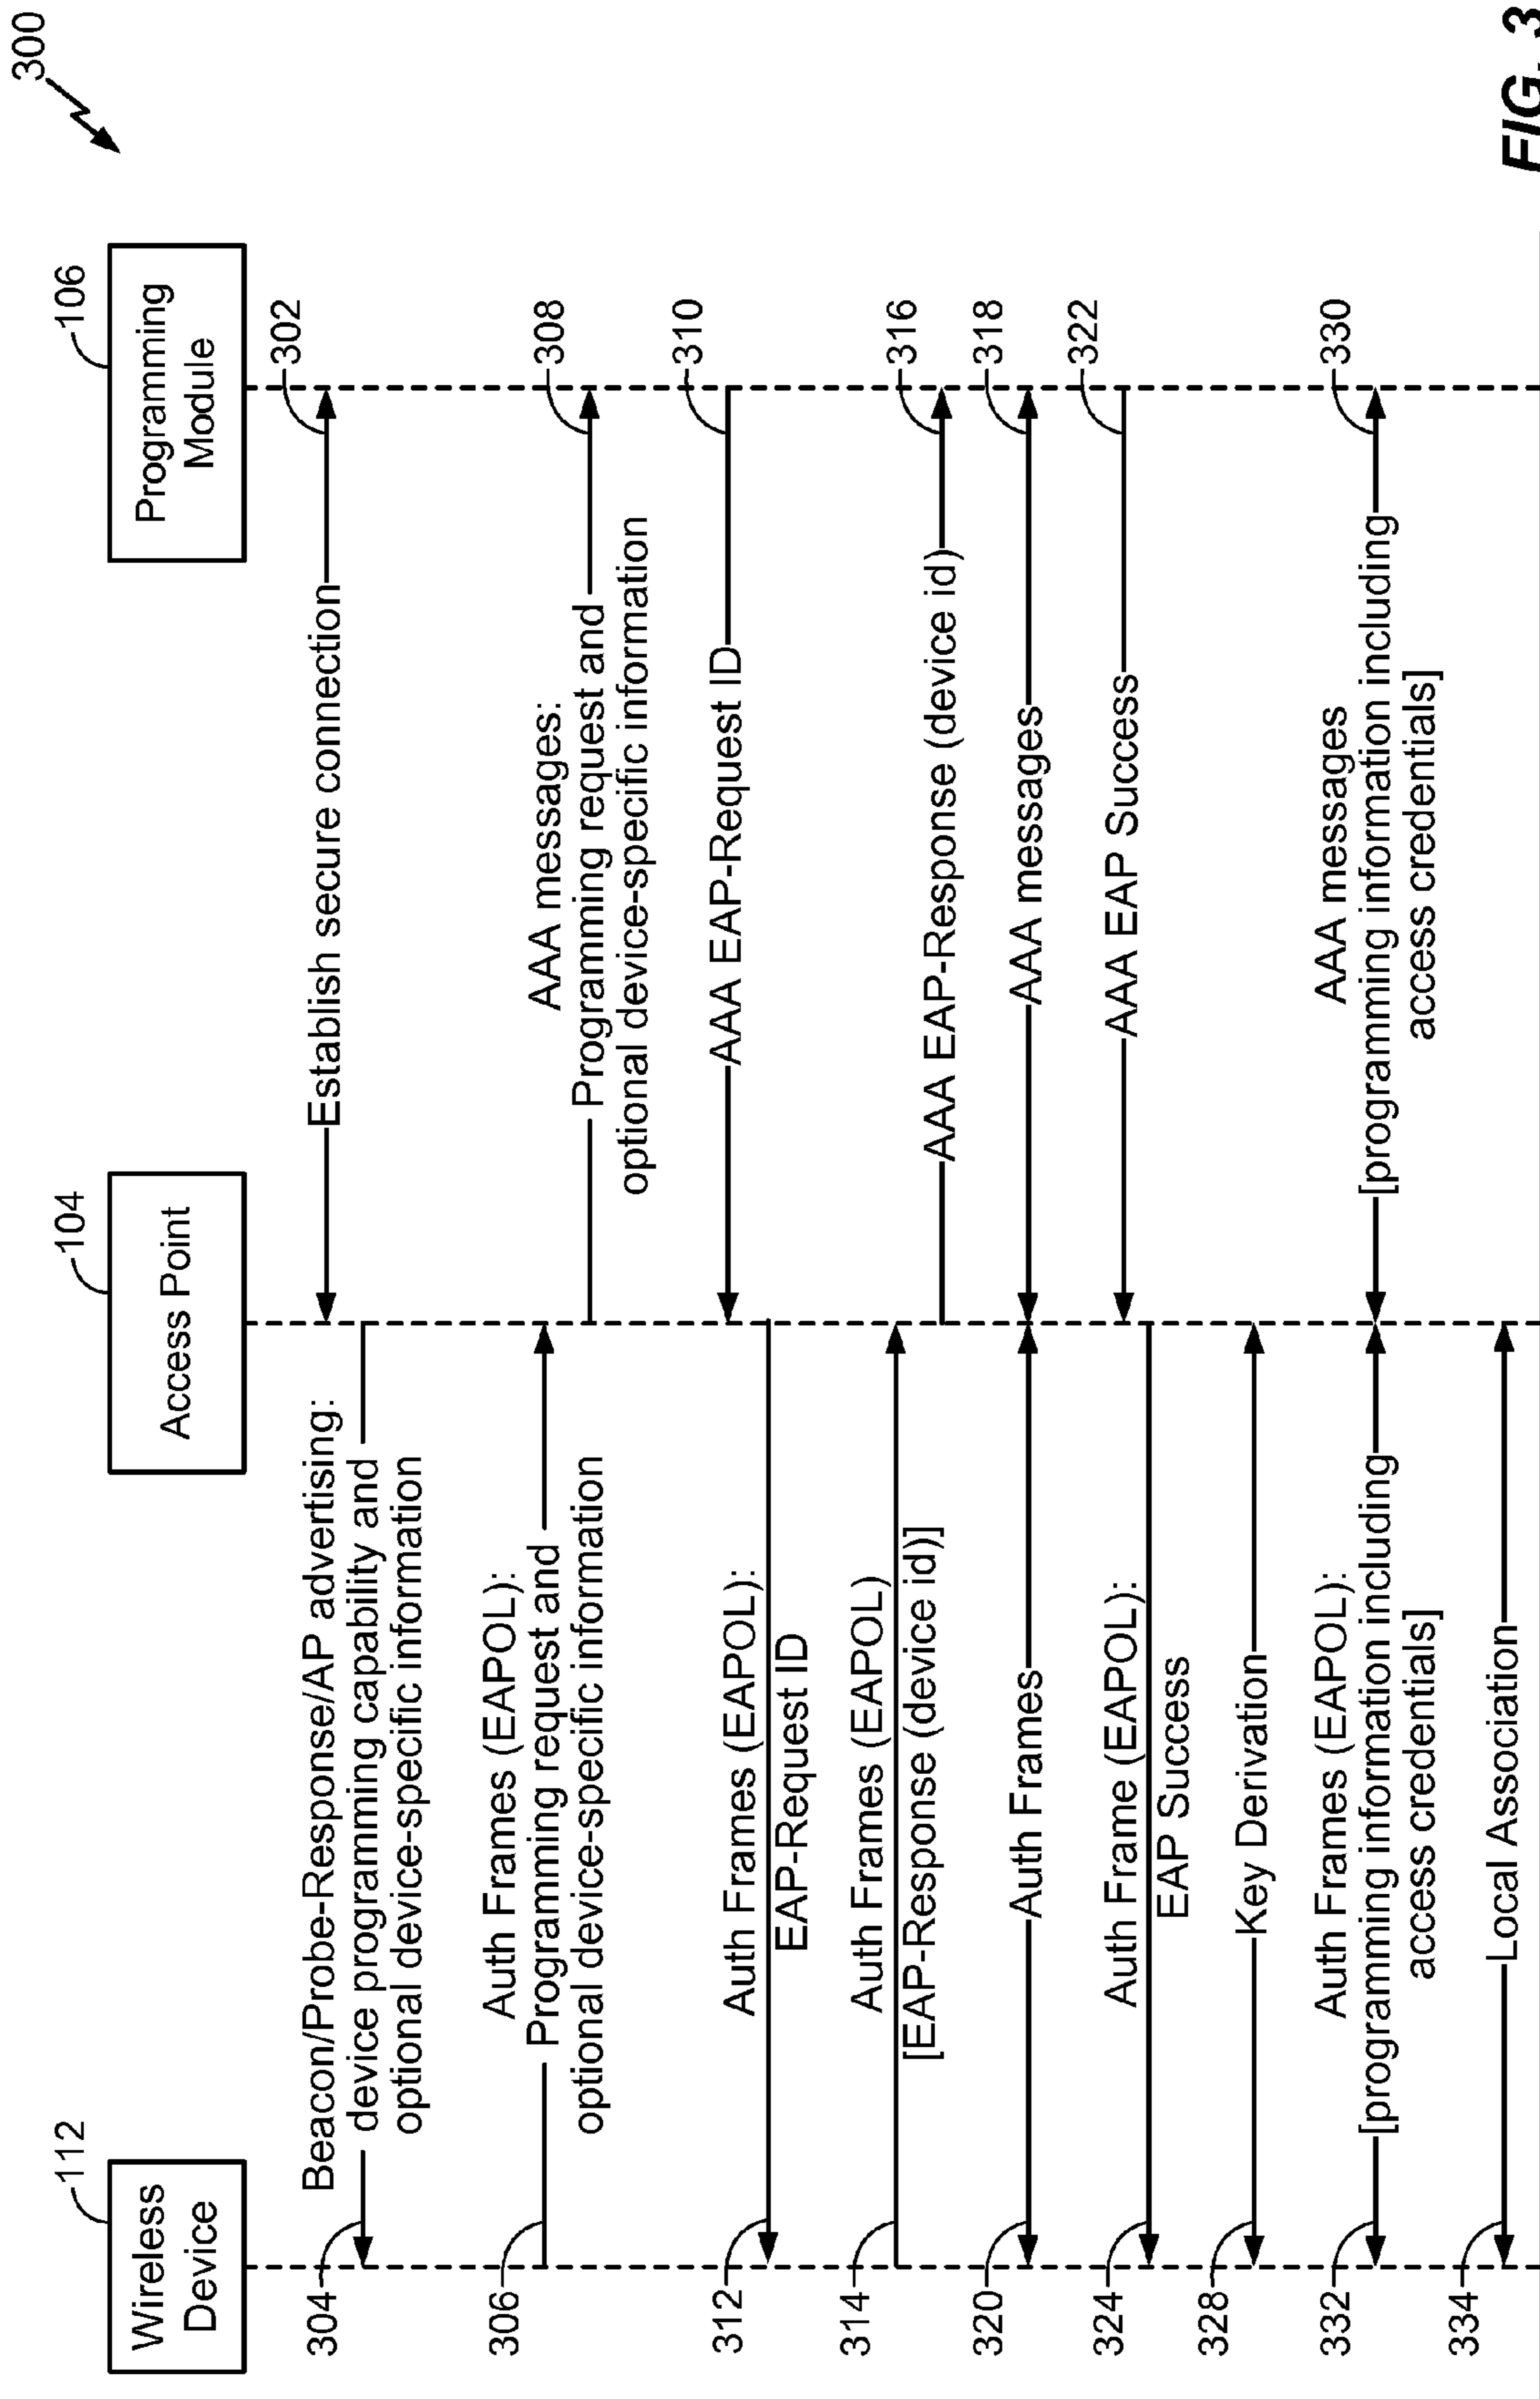 300
112
104
106
Wireless
Device
Access Point
Programming
Module
302
Establish secure connection
304
Beacon/Probe-Response/AP advertising:
device programming capability and
optional device-specific information
306
Auth Frames (EAPOL):
Programming request and
optional device-specific information
308
AAA messages:
Programming request and
optional device-specific information
310
AAA EAP-Request ID
312
Auth Frames (EAPOL):
EAP-Request ID
314
Auth Frames (EAPOL)
[EAP-Response (device id)]
316
AAA EAP-Response (device id)
318
AAA messages
320
Auth Frames
322
AAA EAP Success
324
Auth Frame (EAPOL):
EAP Success
328
Key Derivation
330
AAA messages
[programming information including
access credentials]
332
Auth Frames (EAPOL):
[programming information including
access credentials]
334
Local Association
FIG. 3